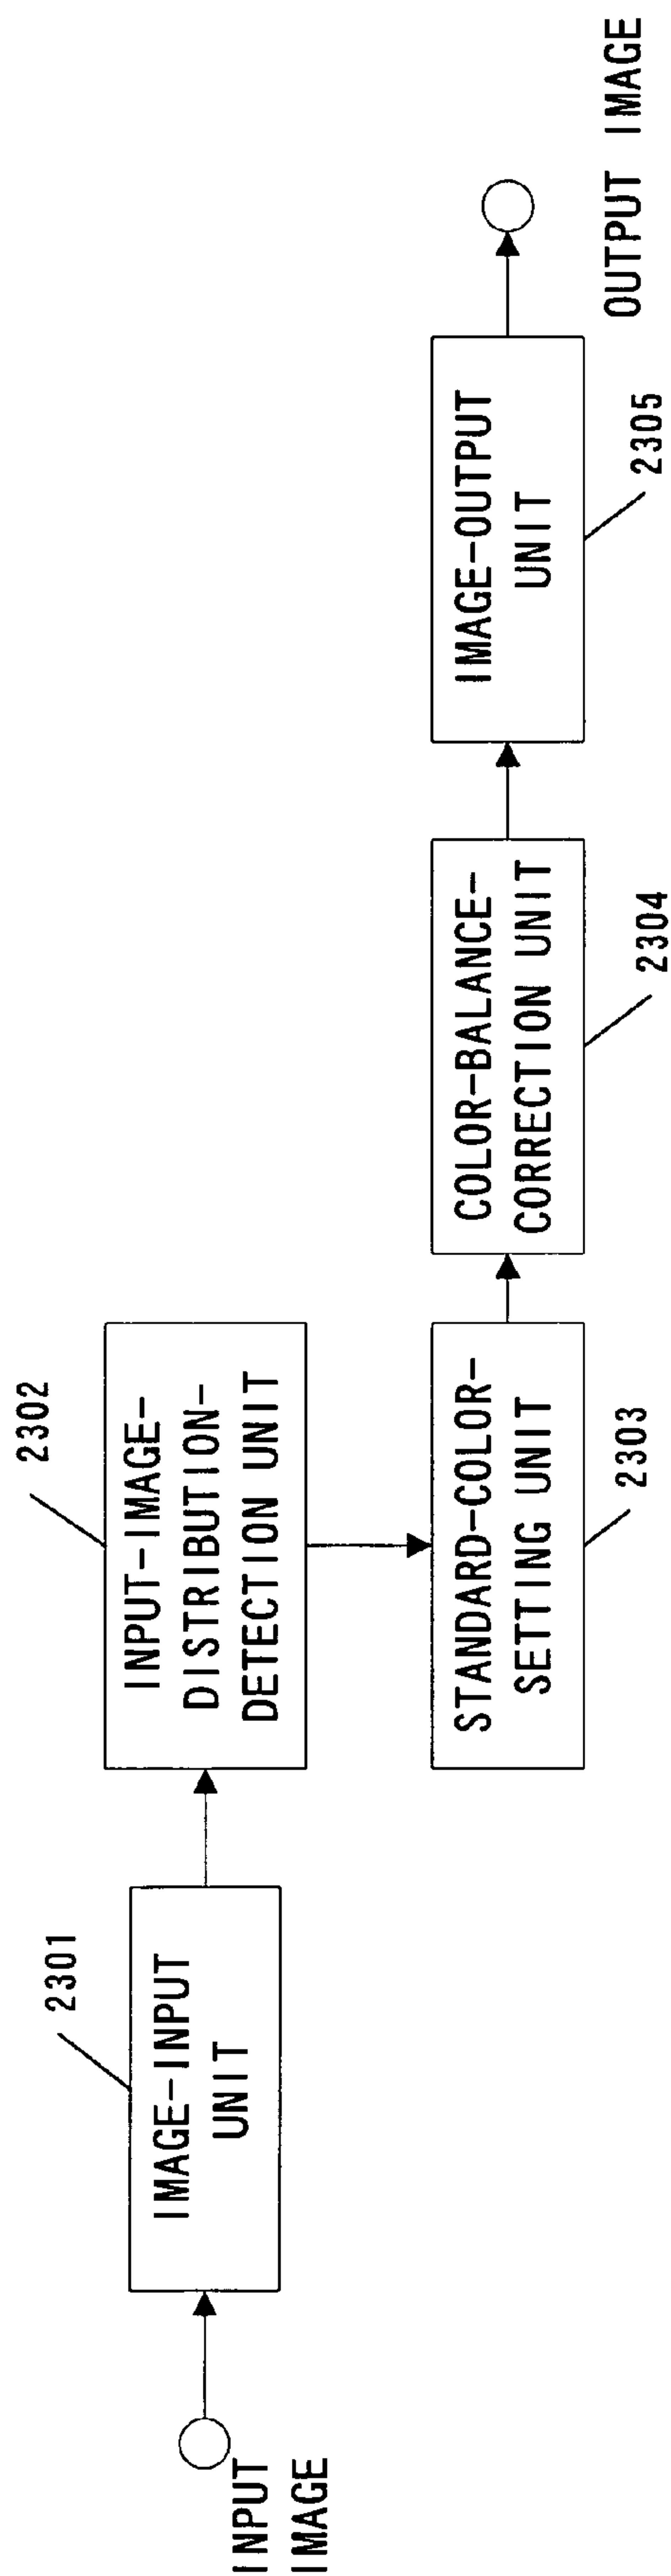 INPUT
IMAGE
2301
IMAGE-INPUT
UNIT
2302
INPUT-IMAGE-
DISTRIBUTION-
DETECTION UNIT
STANDARD-COLOR-
SETTING UNIT
2303
COLOR-BALANCE-
CORRECTION UNIT
2304
IMAGE-OUTPUT
UNIT
2305
OUTPUT IMAGE